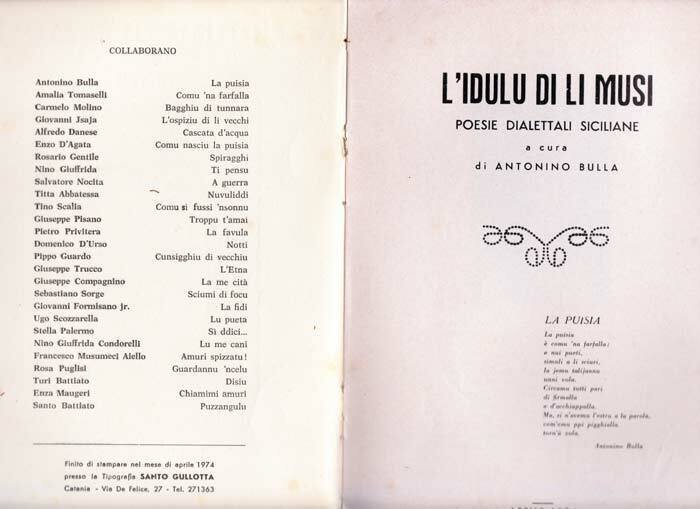 COLLABORANO
Antonino Bulla La puisia
Amalia Tomaselli Comu 'na farfalla
Carmelo Molino Bagghiu di tunnara
Giovanni Jsaja L'ospiziu di li vecchi
Alfredo Danese Cascata d'acqua
Enzo D'Agata Comu nasciu la puisia
Rosario Gentile Spiragghi
Nino Giuffrida Ti pensu
Salvatore Nocita A guerra
Titta Abbatessa Nuvuliddi
Tino Scalia Comu si fussi 'nsonnu
Giuseppe Pisano Troppu t'amai
Pietro Privitera La favula
Domenico D'Urso Notti
Pippo Guardo Cunsigghiu di vecchiu
Giuseppe Trucco L'Etna
Giuseppe Compagnino La me cità
Sebastiano Sorge Sciumi di focu
Giovanni Formisano jr. La fidi
Ugo Scozzarella Lu pueta
Stella Palermo Sì ddici...
Nino Giuffrida Condorelli Lu me cani
Francesco Musumeci Aiello Amuri spizzatu!
Rosa Puglisi Guardannu 'ncelu
Turi Battiato Disiu
Enza Maugeri Chiamimi amuri
Santo Battiato Puzzangulu
Finito di stampare nel mese di aprile 1974
presso la Tipografia SANTO GULLOTTA
Catania - Via De Felice, 27 - Tel. 271363
L'IDULU DI LI MUSI
POESIE DIALETTALI SICILIANE
a cura
di ANTONINO BULLA
LA PUISIA
La puisia
è comu 'na farfalla:
e nui pueti,
simuli a li sciuri,
la jemu taliannu
unni vola.
Circamu tutti pari
di firmalla
e d'acchiappalla.
Ma, si n'avemu l'estru o la parola,
com'emu ppi pigghialla
torn'a vola.
Antonino Bulla